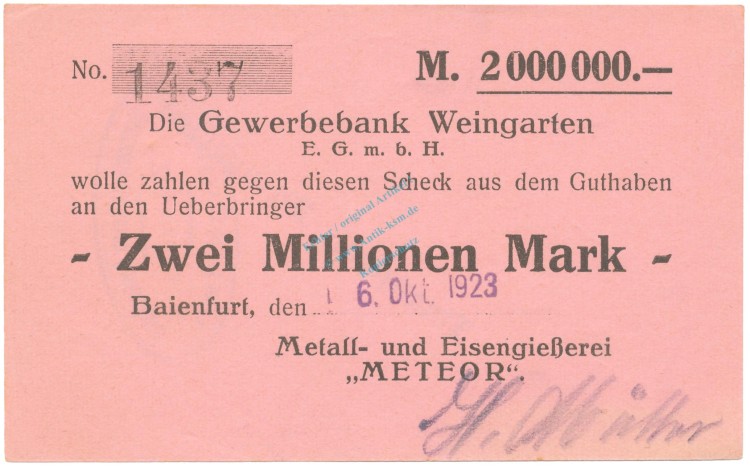 No. 1437 M. 2000000.—
Die Gewerbebank Weingarten
E. G. m. b. H.
wolle zahlen gegen diesen Scheck aus dem Guthaben
an den Ueberbringer
- Zwei Millionen Mark -
Baienfurt, den 6. Okt. 1923
Metall- und Eisengießerei
„METEOR“.